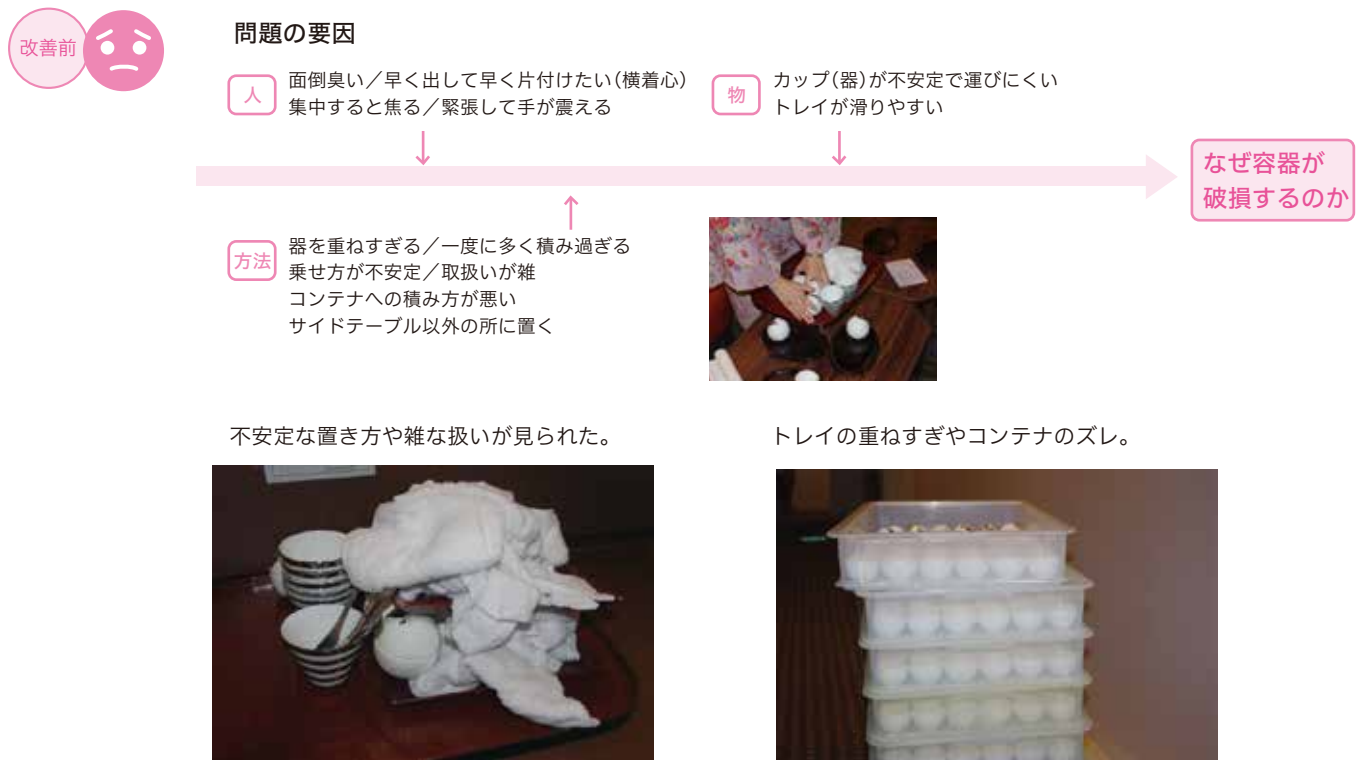 改善前
問題の要因
人
面倒臭い／早く出して早く片付けたい（横着心）
集中すると焦る／緊張して手が震える
物
カップ（器）が不安定で運びにくい
トレイが滑りやすい
なぜ容器が
破損するのか
方法
器を重ねすぎる／一度に多く積み過ぎる
乗せ方が不安定／取扱いが雑
コンテナへの積み方が悪い
サイドテーブル以外の所に置く
不安定な置き方や雑な扱いが見られた。
トレイの重ねすぎやコンテナのズレ。